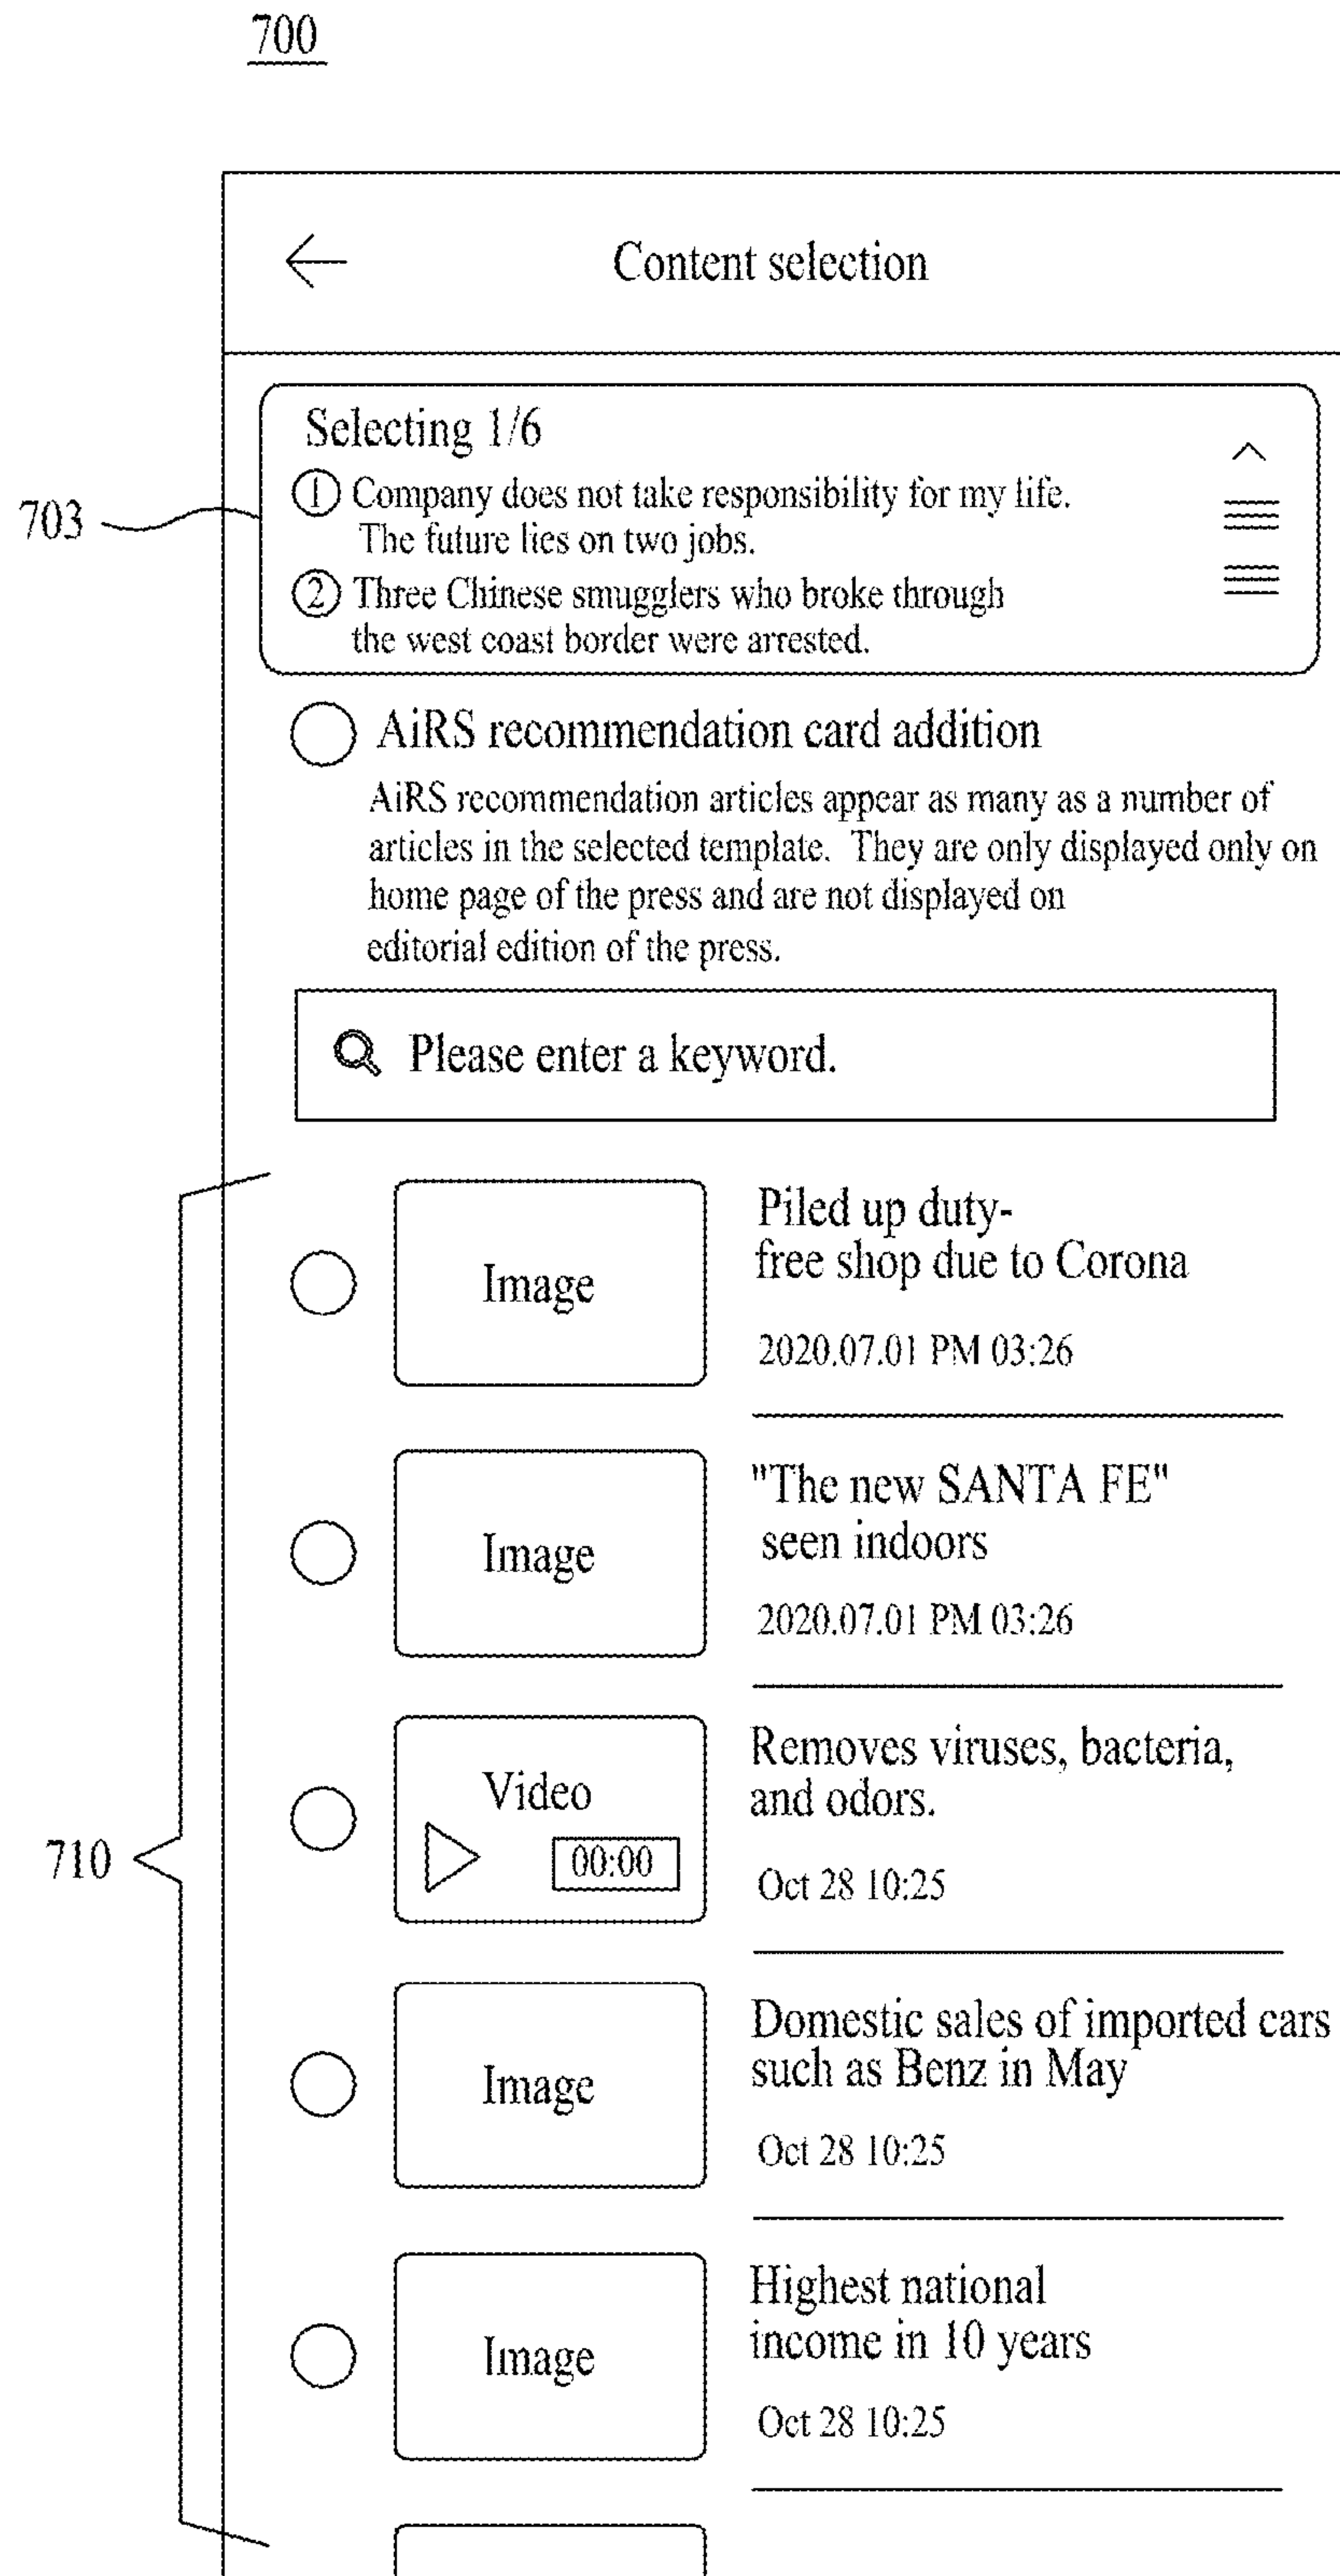 700
Content selection
Selecting 1/6
703
① Company does not take responsibility for my life.
The future lies on two jobs.
② Three Chinese smugglers who broke through
the west coast border were arrested.
AiRS recommendation card addition
AiRS recommendation articles appear as many as a number of
articles in the selected template. They are only displayed only on
home page of the press and are not displayed on
editorial edition of the press.
Please enter a keyword.
Image
Piled up duty-
free shop due to Corona
2020.07.01 PM 03:26
Image
"The new SANTA FE"
seen indoors
2020.07.01 PM 03:26
710
Video
00:00
Removes viruses, bacteria,
and odors.
Oct 28 10:25
Image
Domestic sales of imported cars
such as Benz in May
Oct 28 10:25
Image
Highest national
income in 10 years
Oct 28 10:25